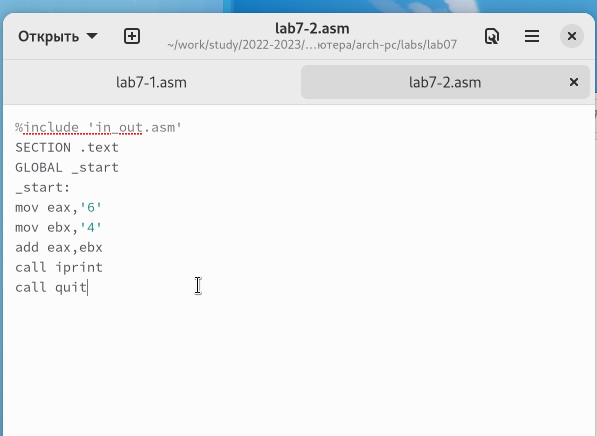 Открыть
lab7-2.asm
~/work/study/2022-2023/…ютера/arch-pc/labs/lab07
lab7-1.asm
lab7-2.asm
%include 'in_out.asm'
SECTION .text
GLOBAL _start
_start:
mov eax,'6'
mov ebx,'4'
add eax,ebx
call iprint
call quit